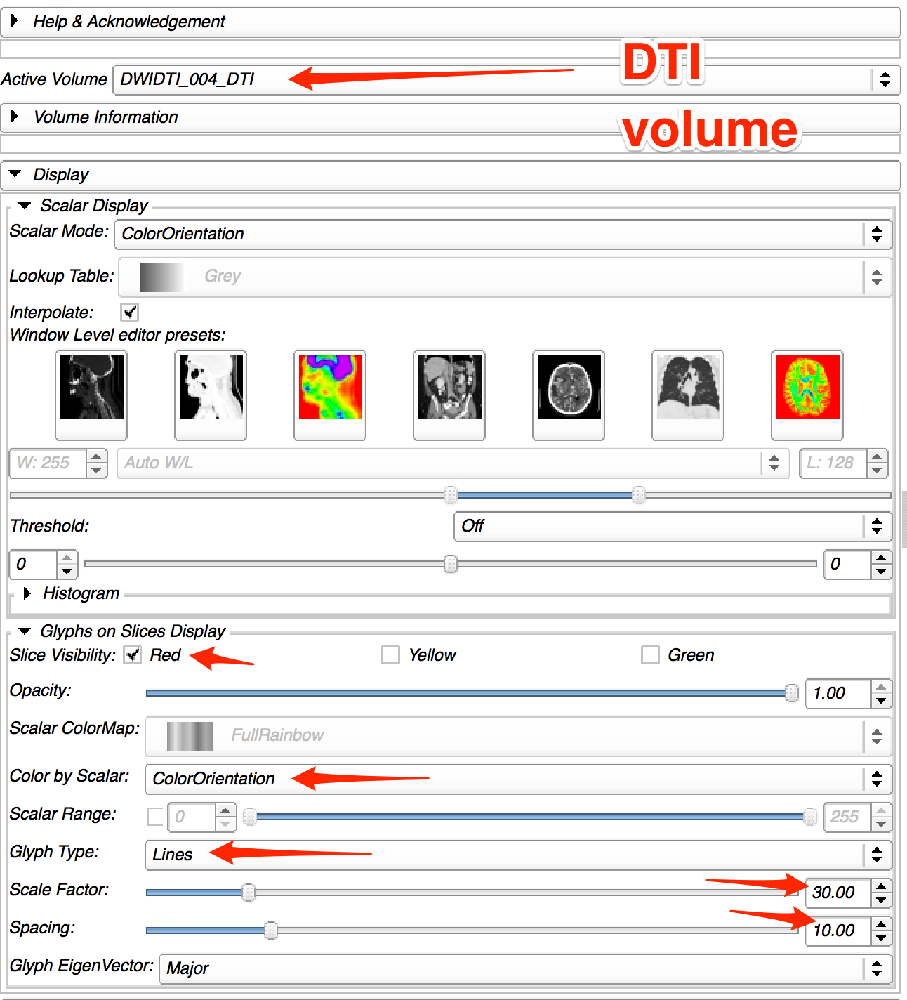 Help & Acknowledgement
DTI
Active Volume DWIDTI_004_DTI
Volume Information
volume
Display
Scalar Display
Scalar Mode: ColorOrientation
Lookup Table: Grey
Interpolate:
Window Level editor presets:
W: 255 Auto W/L L: 128
Threshold: Off
0 0
Histogram
Glyphs on Slices Display
Slice Visibility: Red Yellow Green
Opacity: 1.00
Scalar ColorMap: FullRainbow
Color by Scalar: ColorOrientation
Scalar Range: 0 255
Glyph Type: Lines
Scale Factor: 30.00
Spacing: 10.00
Glyph EigenVector: Major